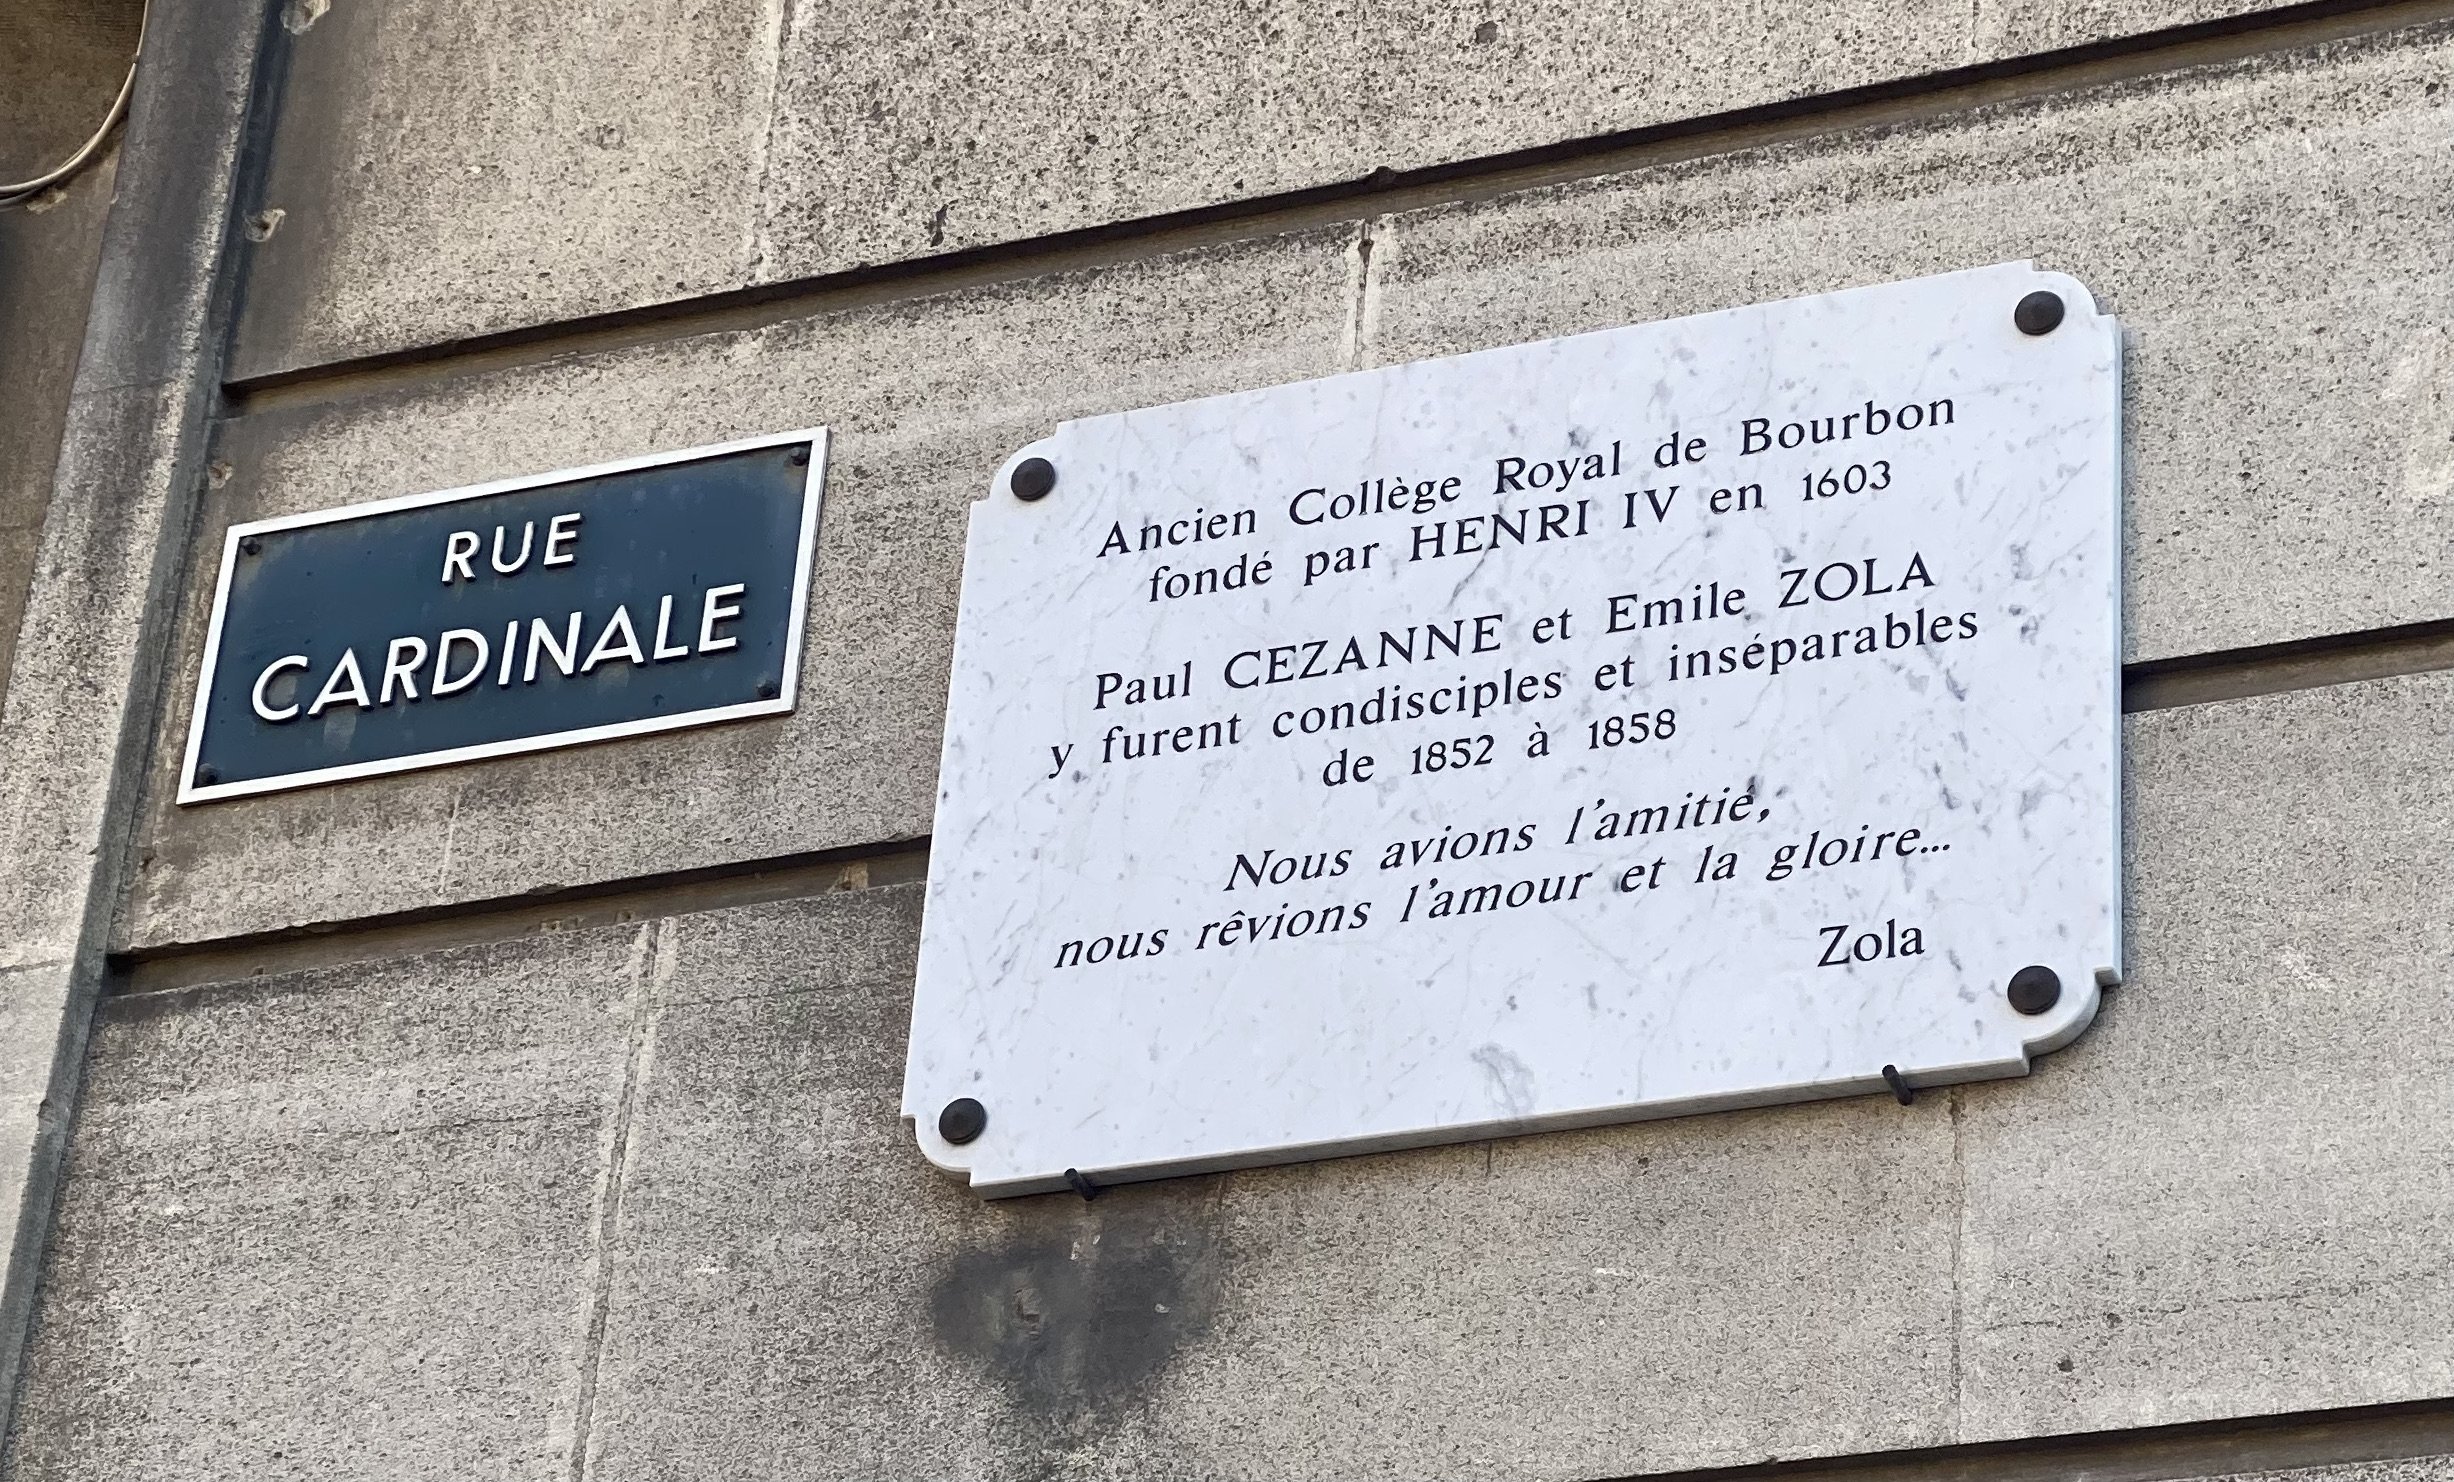 RUE
CARDINALE
Ancien Collège Royal de Bourbon
fondé par HENRI IV en 1603
Paul CEZANNE et Emile ZOLA
y furent condisciples et inséparables
de 1852 à 1858
Nous avions l'amitié,
nous rêvions l'amour et la gloire...
Zola